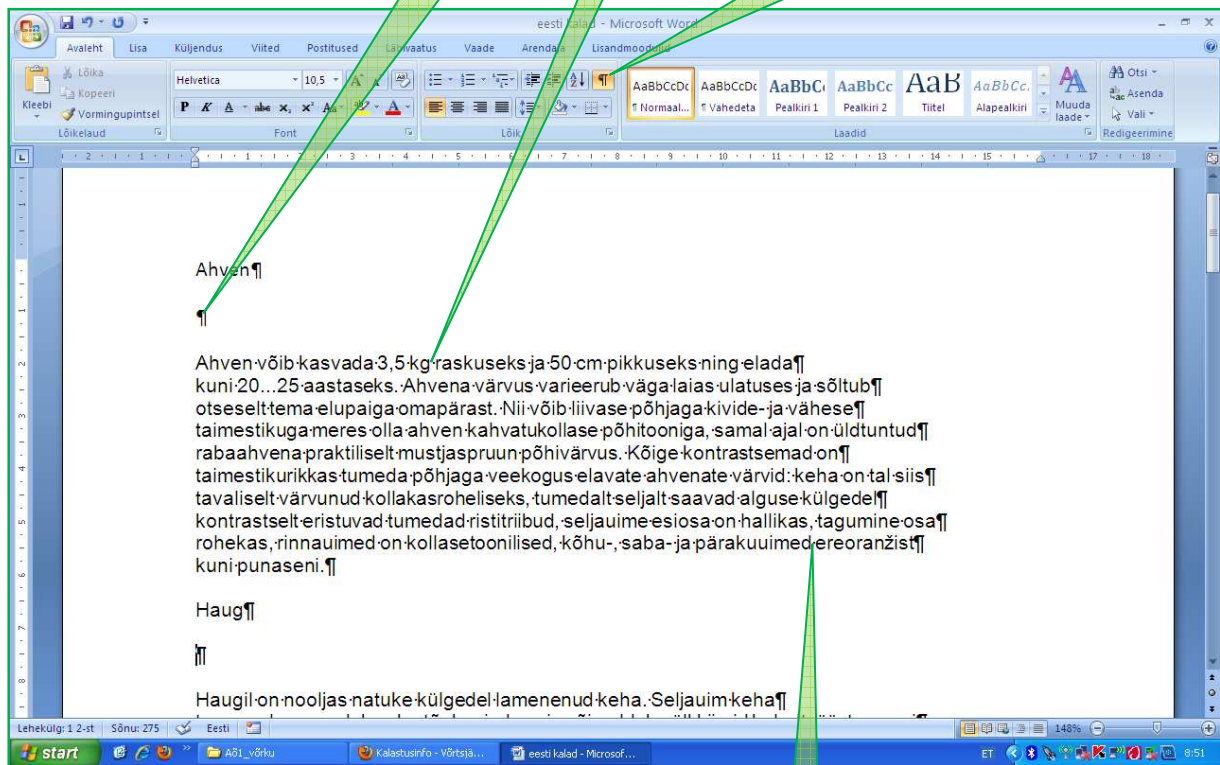 eesti kalad - Microsoft Word
Avaleht Lisa Küljendus Viited Postitused Läbivaatus Vaade Arendaja Lisandmoodulid
Kleebi
Lõika
Kopeeri
Vormingupintsel
Lõikelaud
Helvetica 10,5
Font
Lõik
AaBbCcDc AaBbCcDc AaBbC AaBbCc AaB AaBbCc.
¶ Normaal... ¶ Vahedeta Pealkiri 1 Pealkiri 2 Tiitel Alapealkiri
Laadid
Muuda laade
Otsi
Asenda
Vali
Redigeerimine
Ahven¶
¶
Ahven·võib·kasvada·3,5·kg·raskuseks·ja·50·cm·pikkuseks·ning·elada¶
kuni·20...25·aastaseks.·Ahvena·värvus·varieerub·väga·laias·ulatuses·ja·sõltub¶
otseselt·tema·elupaiga·omapärast.·Nii·võib·liivase·põhjaga·kivide-·ja·vähese¶
taimestikuga·meres·olla·ahven·kahvatukollase·põhitooniga,·samal·ajal·on·üldtuntud¶
rabaahvena·praktiliselt·mustjaspruun·põhivärvus.·Kõige·kontrastsemad·on¶
taimestikurikkas·tumeda·põhjaga·veekogus·elavate·ahvenate·värvid:·keha·on·tal·siis¶
tavaliselt·värvunud·kollakasroheliseks,·tumedalt·seljalt·saavad·alguse·külgedel¶
kontrastselt·eristuvad·tumedad·ristitriibud,·seljauime·esiosa·on·hallikas,·tagumine·osa¶
rohekas,·rinnauimed·on·kollasetoonilised,·kõhu-,·saba-·ja·pärakuuimed·ereoranžist¶
kuni·punaseni.¶
Haug¶
¶
Haugil·on·nooljas·natuke·külgedel·lamenenud·keha.·Seljauim·keha¶
Lehekülg: 1 2-st Sõnu: 275 Eesti 148%
start Aõ1_võrku Kalastusinfo - Võrtsjä... eesti kalad - Microsof... ET 8:51